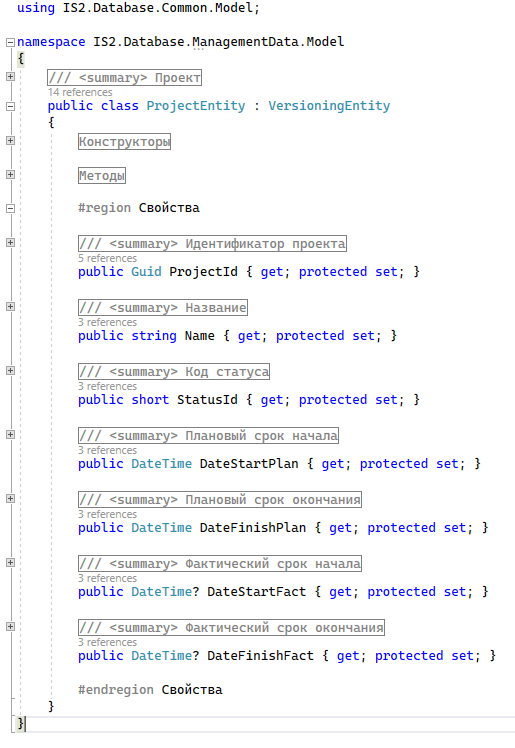 using IS2.Database.Common.Model;
namespace IS2.Database.ManagementData.Model
{
/// <summary> Проект
14 references
public class ProjectEntity : VersioningEntity
{
Конструкторы
Методы
#region Свойства
/// <summary> Идентификатор проекта
5 references
public Guid ProjectId { get; protected set; }
/// <summary> Название
3 references
public string Name { get; protected set; }
/// <summary> Код статуса
3 references
public short StatusId { get; protected set; }
/// <summary> Плановый срок начала
3 references
public DateTime DateStartPlan { get; protected set; }
/// <summary> Плановый срок окончания
3 references
public DateTime DateFinishPlan { get; protected set; }
/// <summary> Фактический срок начала
3 references
public DateTime? DateStartFact { get; protected set; }
/// <summary> Фактический срок окончания
3 references
public DateTime? DateFinishFact { get; protected set; }
#endregion Свойства
}
}